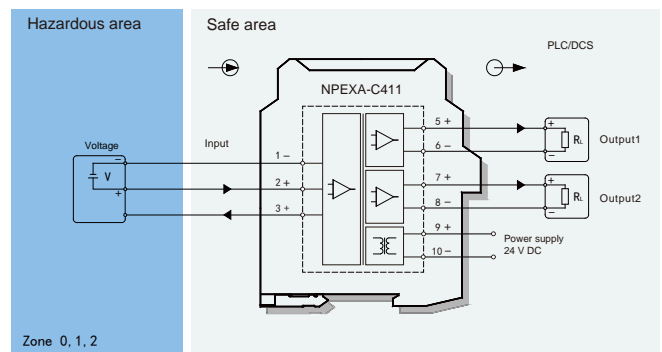 Hazardous area
Safe area
PLC/DCS
NPEXA-C411
Voltage
Input
−
V
+
1 −
2 +
3 +
5 +
6 −
7 +
8 −
9 +
10 −
+
RL
−
Output1
+
RL
−
Output2
Power supply
24 V DC
Zone 0, 1, 2